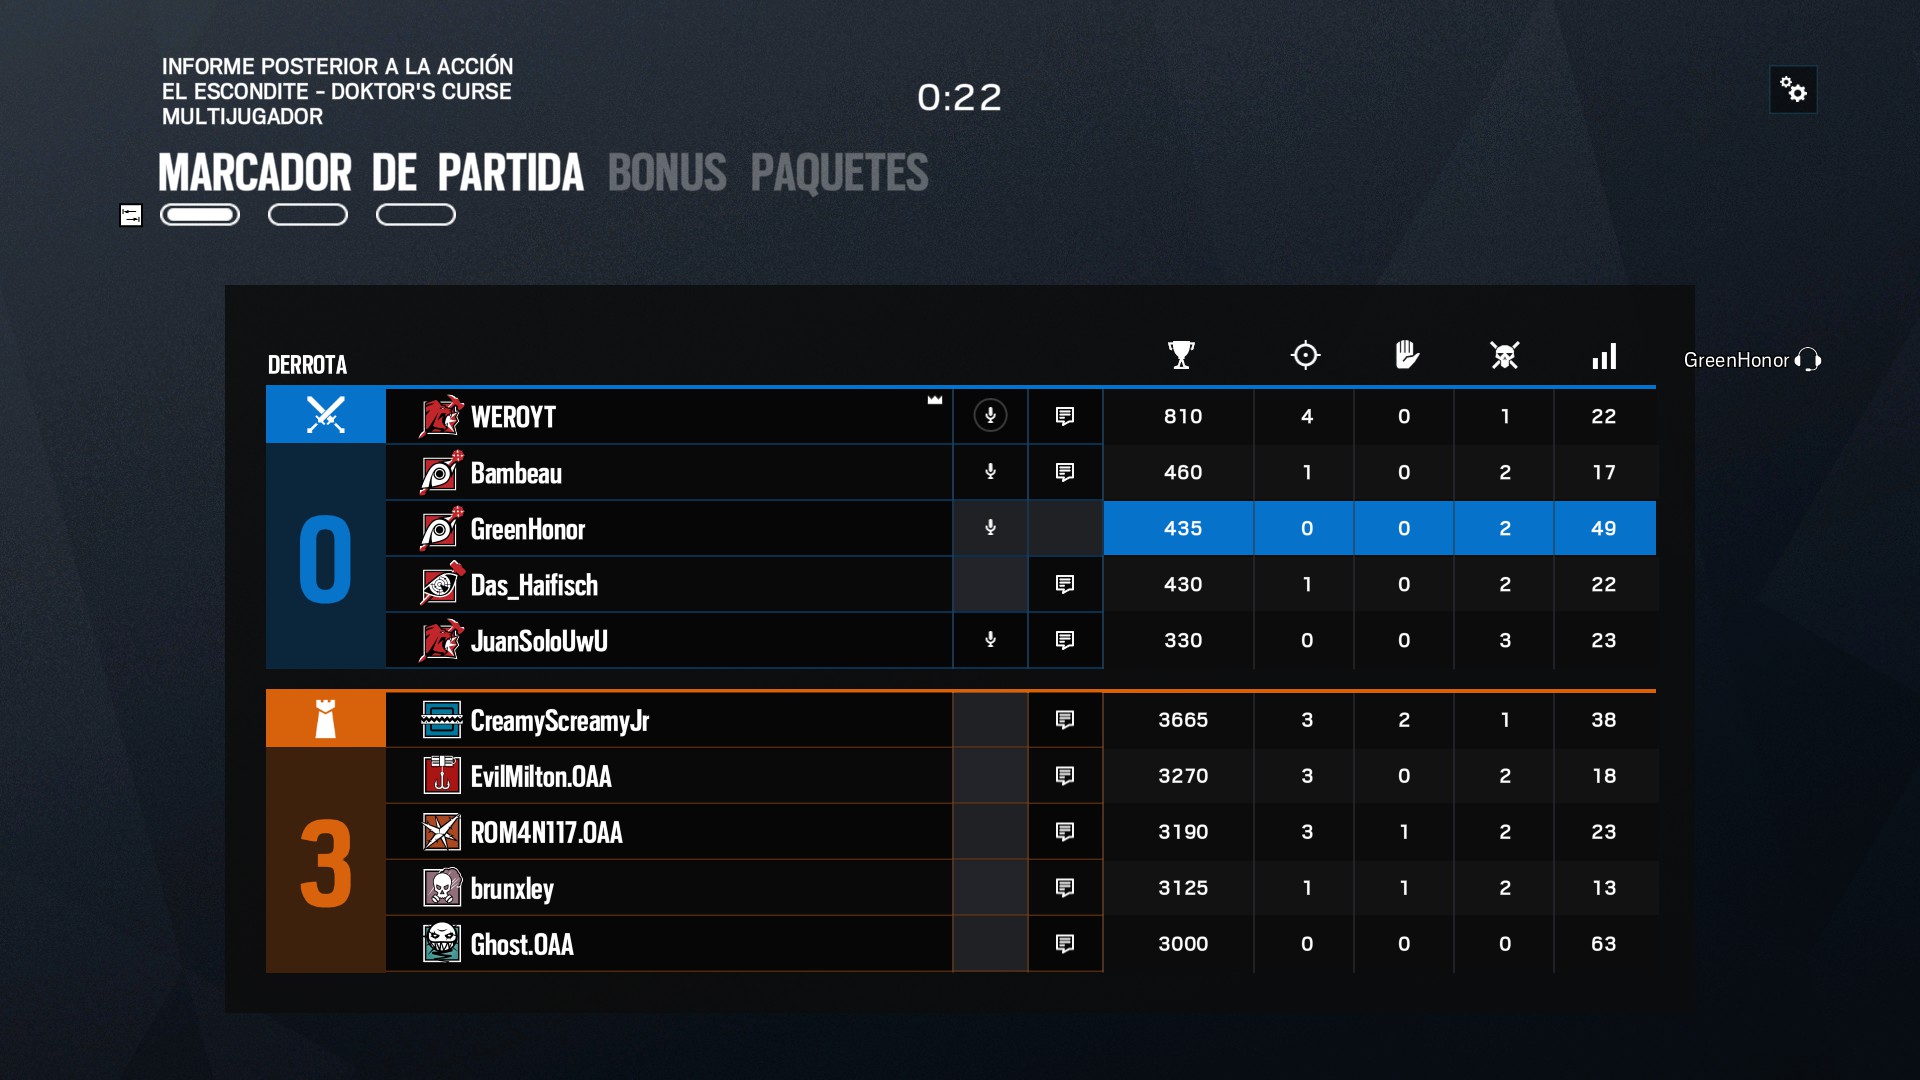 INFORME POSTERIOR A LA ACCIÓN
EL ESCONDITE - DOKTOR'S CURSE
MULTIJUGADOR
0:22
MARCADOR DE PARTIDA BONUS PAQUETES
DERROTA
GreenHonor
WEROYT 810 4 0 1 22
Bambeau 460 1 0 2 17
0
GreenHonor 435 0 0 2 49
Das_Haifisch 430 1 0 2 22
JuanSoloUwU 330 0 0 3 23
CreamyScreamyJr 3665 3 2 1 38
EvilMilton.OAA 3270 3 0 2 18
3
ROM4N117.OAA 3190 3 1 2 23
brunxley 3125 1 1 2 13
Ghost.OAA 3000 0 0 0 63